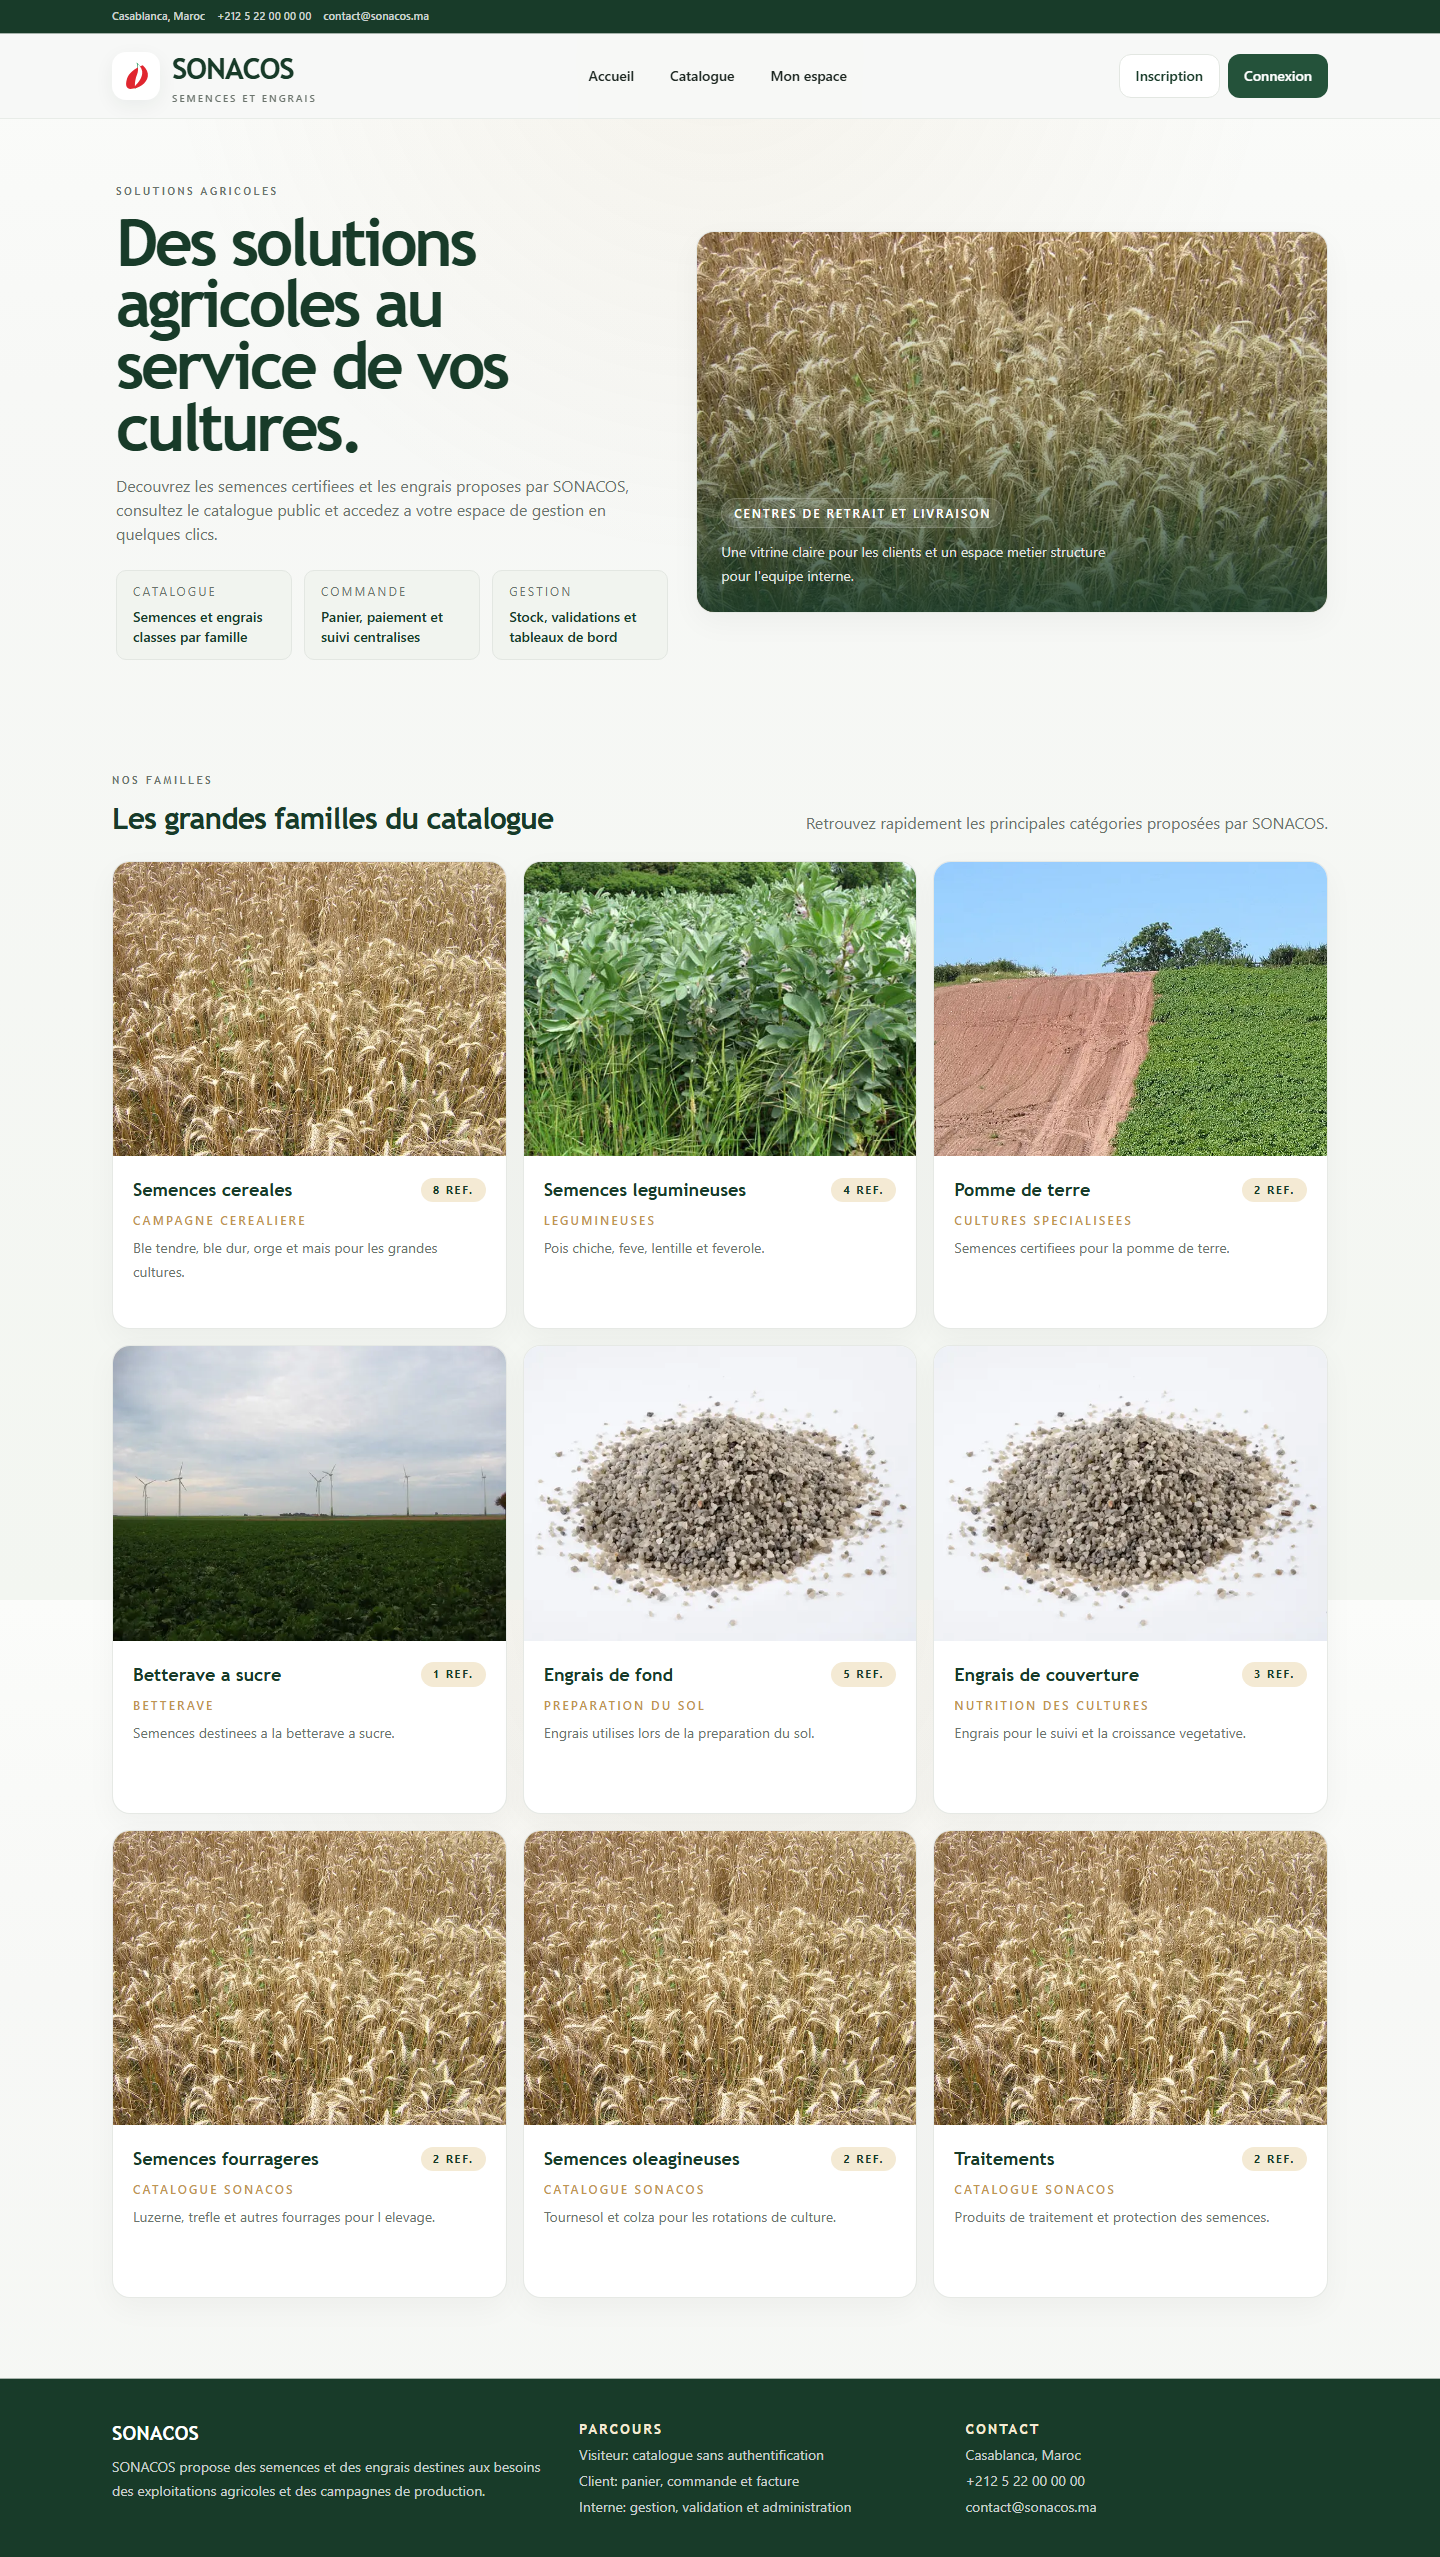 Casablanca, Maroc +212 5 22 00 00 00 contact@sonacos.ma
SONACOS
SEMENCES ET ENGRAIS
Accueil Catalogue Mon espace
Inscription Connexion
SOLUTIONS AGRICOLES
Des solutions
agricoles au
service de vos
cultures.
Decouvrez les semences certifiees et les engrais proposes par SONACOS,
consultez le catalogue public et accedez a votre espace de gestion en
quelques clics.
CATALOGUE
Semences et engrais
classes par famille
COMMANDE
Panier, paiement et
suivi centralises
GESTION
Stock, validations et
tableaux de bord
CENTRES DE RETRAIT ET LIVRAISON
Une vitrine claire pour les clients et un espace metier structure
pour l'equipe interne.
NOS FAMILLES
Les grandes familles du catalogue
Retrouvez rapidement les principales catégories proposées par SONACOS.
Semences cereales 8 REF.
CAMPAGNE CEREALIERE
Ble tendre, ble dur, orge et mais pour les grandes
cultures.
Semences legumineuses 4 REF.
LEGUMINEUSES
Pois chiche, feve, lentille et feverole.
Pomme de terre 2 REF.
CULTURES SPECIALISEES
Semences certifiees pour la pomme de terre.
Betterave a sucre 1 REF.
BETTERAVE
Semences destinees a la betterave a sucre.
Engrais de fond 5 REF.
PREPARATION DU SOL
Engrais utilises lors de la preparation du sol.
Engrais de couverture 3 REF.
NUTRITION DES CULTURES
Engrais pour le suivi et la croissance vegetative.
Semences fourrageres 2 REF.
CATALOGUE SONACOS
Luzerne, trefle et autres fourrages pour l elevage.
Semences oleagineuses 2 REF.
CATALOGUE SONACOS
Tournesol et colza pour les rotations de culture.
Traitements 2 REF.
CATALOGUE SONACOS
Produits de traitement et protection des semences.
SONACOS
SONACOS propose des semences et des engrais destines aux besoins
des exploitations agricoles et des campagnes de production.
PARCOURS
Visiteur: catalogue sans authentification
Client: panier, commande et facture
Interne: gestion, validation et administration
CONTACT
Casablanca, Maroc
+212 5 22 00 00 00
contact@sonacos.ma